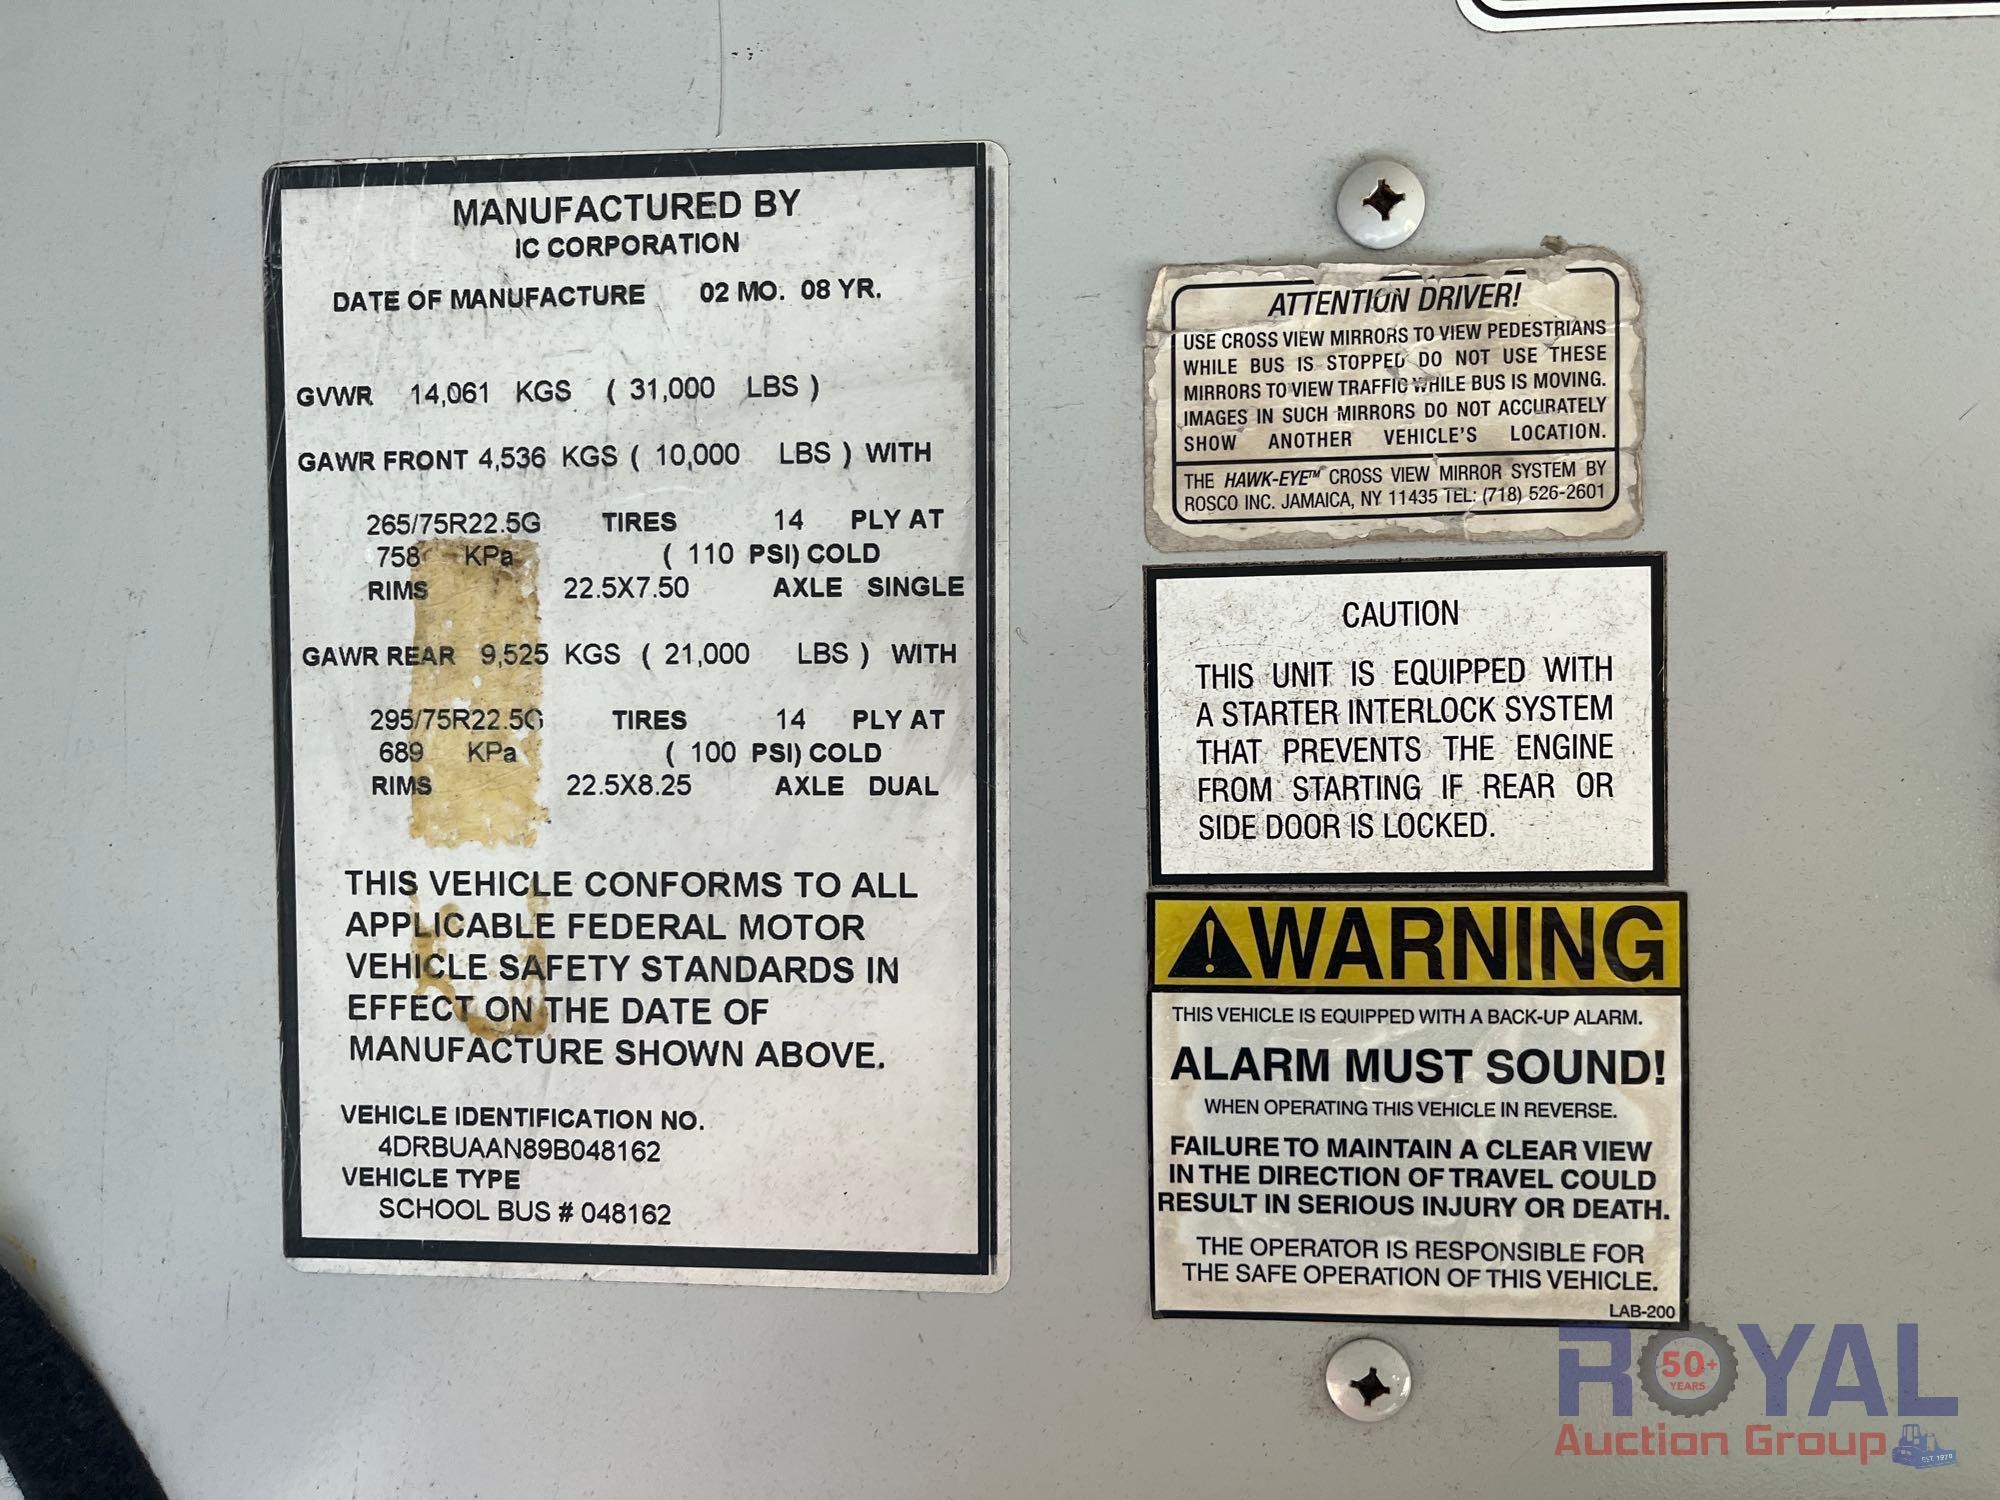 MANUFACTURED BY
IC CORPORATION
DATE OF MANUFACTURE 02 MO. 08 YR.
GVWR 14,061 KGS ( 31,000 LBS )
GAWR FRONT 4,536 KGS ( 10,000 LBS ) WITH
265/75R22.5G TIRES 14 PLY AT
758 KPa ( 110 PSI) COLD
RIMS 22.5X7.50 AXLE SINGLE
GAWR REAR 9,525 KGS ( 21,000 LBS ) WITH
295/75R22.5G TIRES 14 PLY AT
689 KPa ( 100 PSI) COLD
RIMS 22.5X8.25 AXLE DUAL
THIS VEHICLE CONFORMS TO ALL
APPLICABLE FEDERAL MOTOR
VEHICLE SAFETY STANDARDS IN
EFFECT ON THE DATE OF
MANUFACTURE SHOWN ABOVE.
VEHICLE IDENTIFICATION NO.
4DRBUAAN89B048162
VEHICLE TYPE
SCHOOL BUS # 048162
ATTENTION DRIVER!
USE CROSS VIEW MIRRORS TO VIEW PEDESTRIANS
WHILE BUS IS STOPPED DO NOT USE THESE
MIRRORS TO VIEW TRAFFIC WHILE BUS IS MOVING.
IMAGES IN SUCH MIRRORS DO NOT ACCURATELY
SHOW ANOTHER VEHICLE'S LOCATION.
THE HAWK-EYE™ CROSS VIEW MIRROR SYSTEM BY
ROSCO INC. JAMAICA, NY 11435 TEL: (718) 526-2601
CAUTION
THIS UNIT IS EQUIPPED WITH
A STARTER INTERLOCK SYSTEM
THAT PREVENTS THE ENGINE
FROM STARTING IF REAR OR
SIDE DOOR IS LOCKED.
WARNING
THIS VEHICLE IS EQUIPPED WITH A BACK-UP ALARM.
ALARM MUST SOUND!
WHEN OPERATING THIS VEHICLE IN REVERSE.
FAILURE TO MAINTAIN A CLEAR VIEW
IN THE DIRECTION OF TRAVEL COULD
RESULT IN SERIOUS INJURY OR DEATH.
THE OPERATOR IS RESPONSIBLE FOR
THE SAFE OPERATION OF THIS VEHICLE.
LAB-200
ROYAL
50+
YEARS
Auction Group
EST. 1970